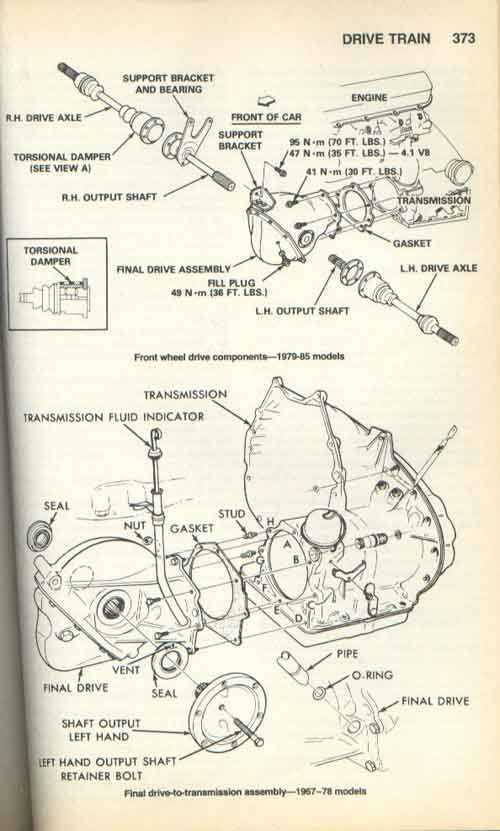 DRIVE TRAIN 373
SUPPORT BRACKET
AND BEARING
ENGINE
R.H. DRIVE AXLE
FRONT OF CAR
SUPPORT
BRACKET
95 N·m (70 FT. LBS.)
47 N·m (35 FT. LBS.) — 4.1 V8
TORSIONAL DAMPER
(SEE VIEW A)
41 N·m (30 FT. LBS.)
R.H. OUTPUT SHAFT
TRANSMISSION
GASKET
TORSIONAL
DAMPER
FINAL DRIVE ASSEMBLY
L.H. DRIVE AXLE
FILL PLUG
49 N·m (36 FT. LBS.)
L.H. OUTPUT SHAFT
Front wheel drive components—1979-85 models
TRANSMISSION
TRANSMISSION FLUID INDICATOR
SEAL
STUD
NUT
GASKET
H
A
G
B
F
E
D
C
PIPE
VENT
O-RING
FINAL DRIVE
SEAL
FINAL DRIVE
SHAFT OUTPUT
LEFT HAND
LEFT HAND OUTPUT SHAFT
RETAINER BOLT
Final drive-to-transmission assembly—1967-78 models